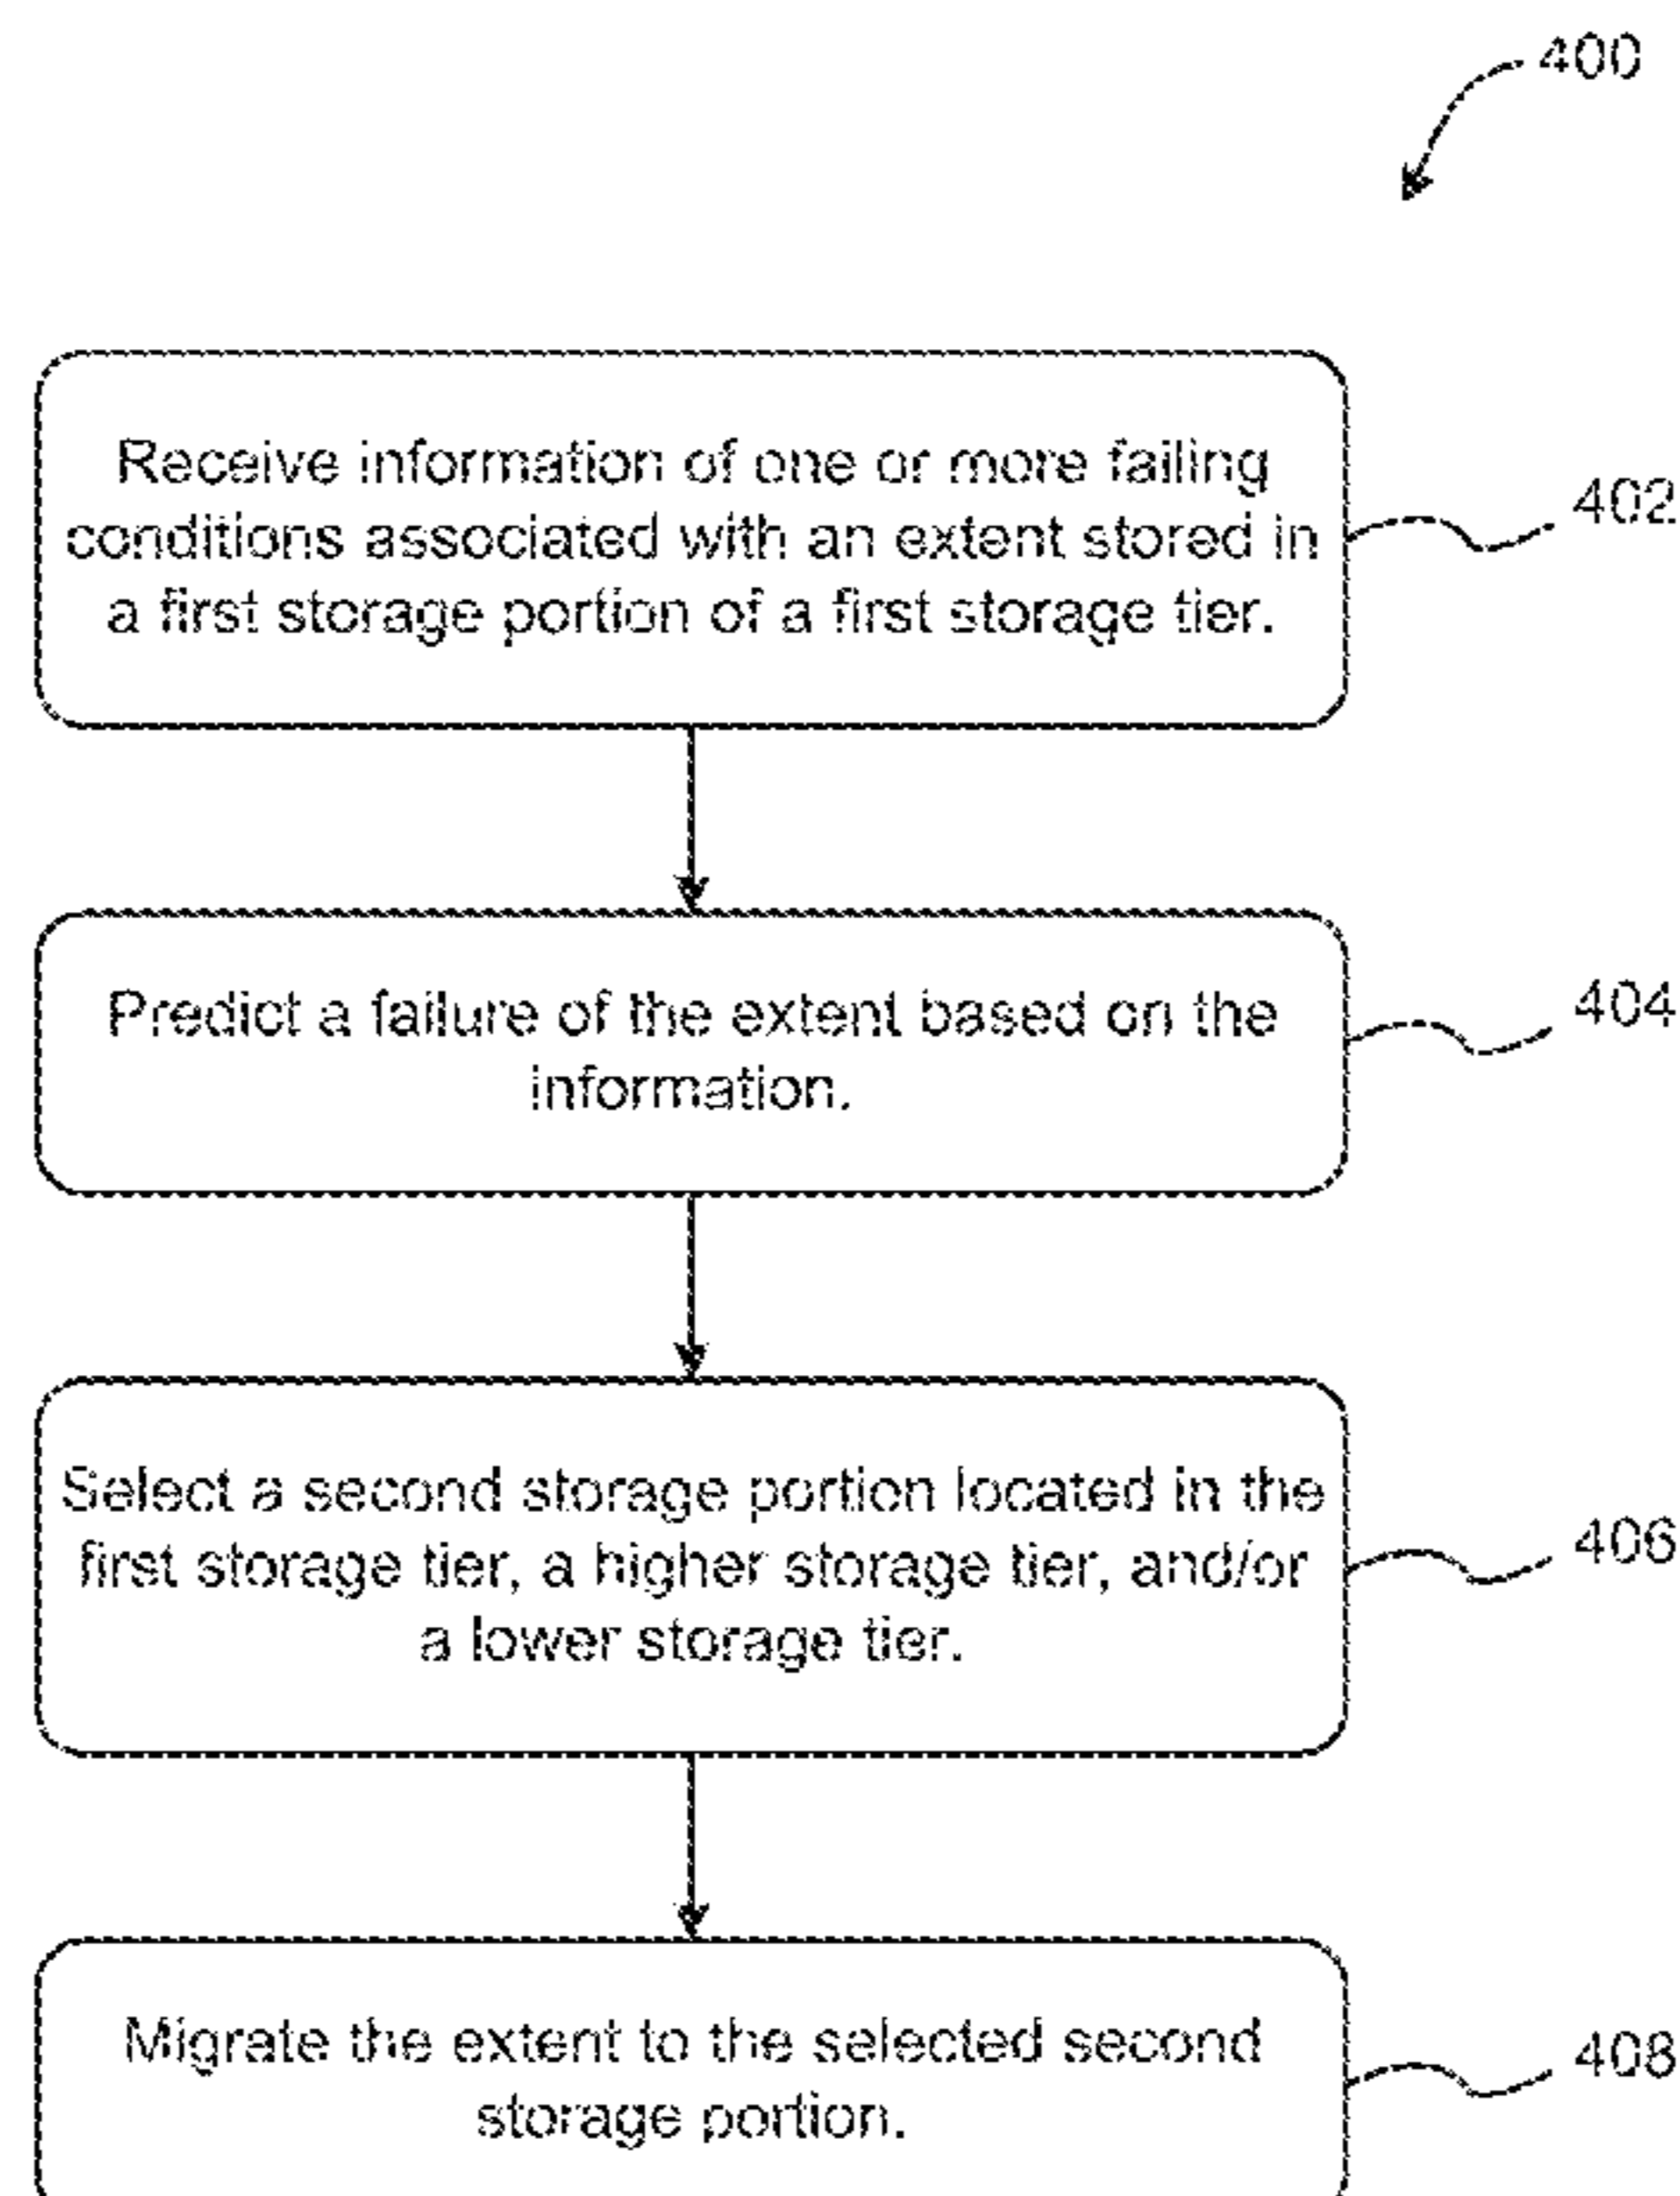 400
Receive information of one or more failing
conditions associated with an extent stored in
a first storage portion of a first storage tier.
402
Predict a failure of the extent based on the
information.
404
Select a second storage portion located in the
first storage tier, a higher storage tier, and/or
a lower storage tier.
406
Migrate the extent to the selected second
storage portion.
408